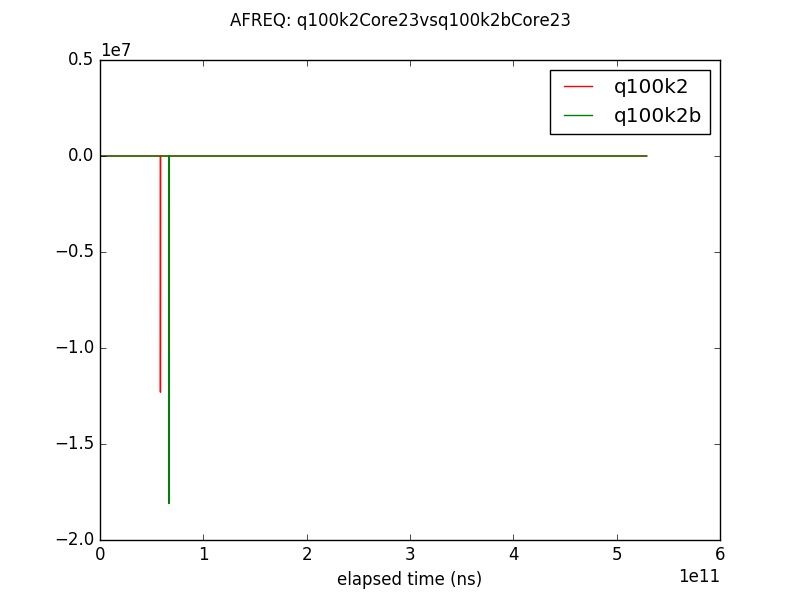 AFREQ: q100k2Core23vsq100k2bCore23
1e7
0.5
0.0
−0.5
−1.0
−1.5
−2.0
q100k2
q100k2b
0 1 2 3 4 5 6
1e11
elapsed time (ns)